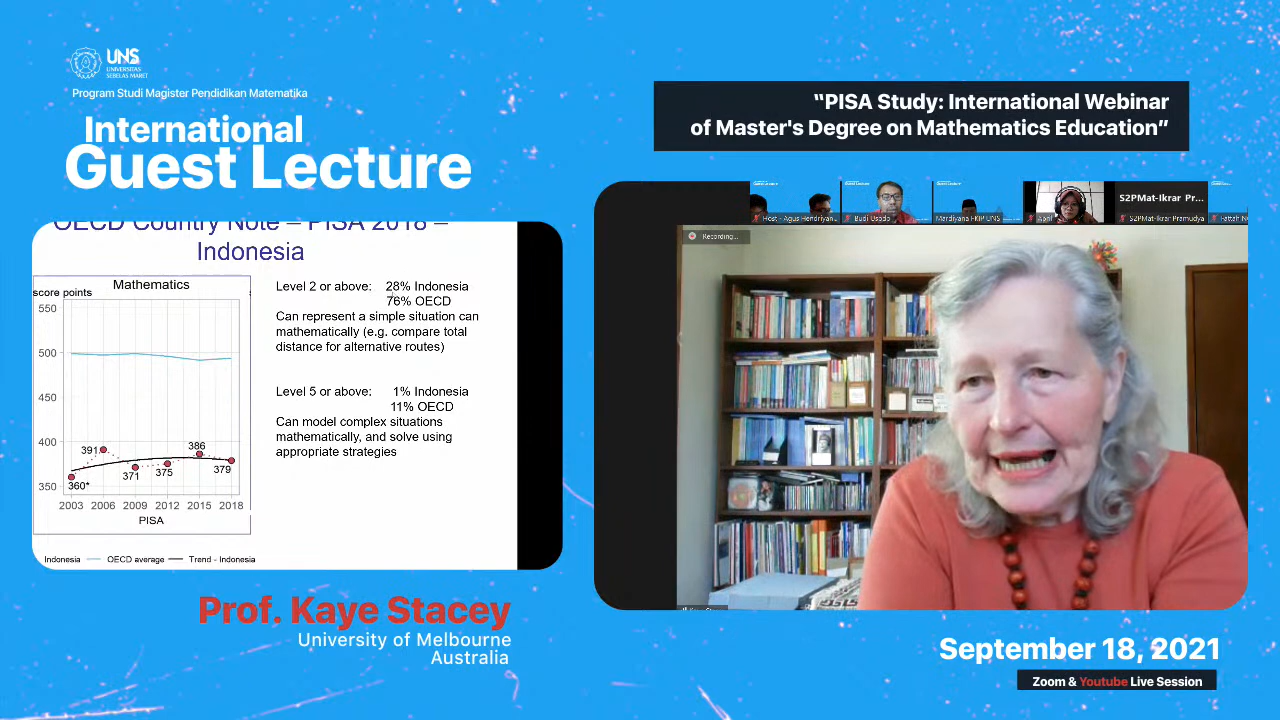 UNS
UNIVERSITAS
SEBELAS MARET
Program Studi Magister Pendidikan Matematika
International
Guest Lecture
"PISA Study: International Webinar
of Master's Degree on Mathematics Education"
OECD Country Note – PISA 2018 –
Indonesia
Mathematics
score points
550
500
450
400
350
360*
391
371
375
386
379
2003 2006 2009 2012 2015 2018
PISA
Indonesia OECD average Trend - Indonesia
Level 2 or above: 28% Indonesia
76% OECD
Can represent a simple situation can
mathematically (e.g. compare total
distance for alternative routes)
Level 5 or above: 1% Indonesia
11% OECD
Can model complex situations
mathematically, and solve using
appropriate strategies
Host - Agus Hendriyan...
Budi Usodo
Mardiyana FKIP UNS
April
S2PMat-Ikrar Pr...
S2PMat-Ikrar Pramudya
Recording...
Prof. Kaye Stacey
University of Melbourne
Australia
September 18, 2021
Zoom & Youtube Live Session